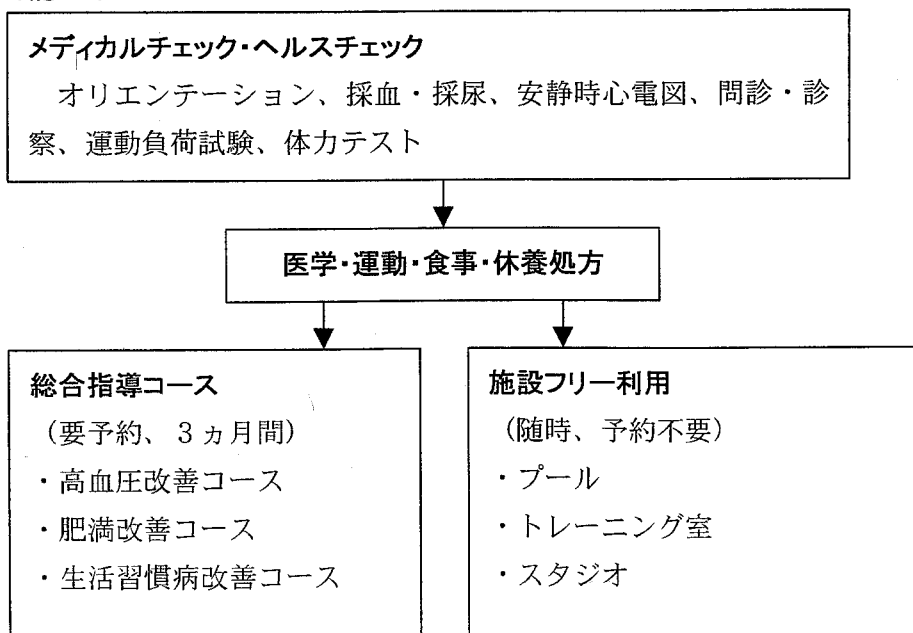 メディカルチェック・ヘルスチェック
オリエンテーション、採血・採尿、安静時心電図、問診・診
察、運動負荷試験、体力テスト
医学・運動・食事・休養処方
総合指導コース
（要予約、3ヵ月間）
・高血圧改善コース
・肥満改善コース
・生活習慣病改善コース
施設フリー利用
（随時、予約不要）
・プール
・トレーニング室
・スタジオ